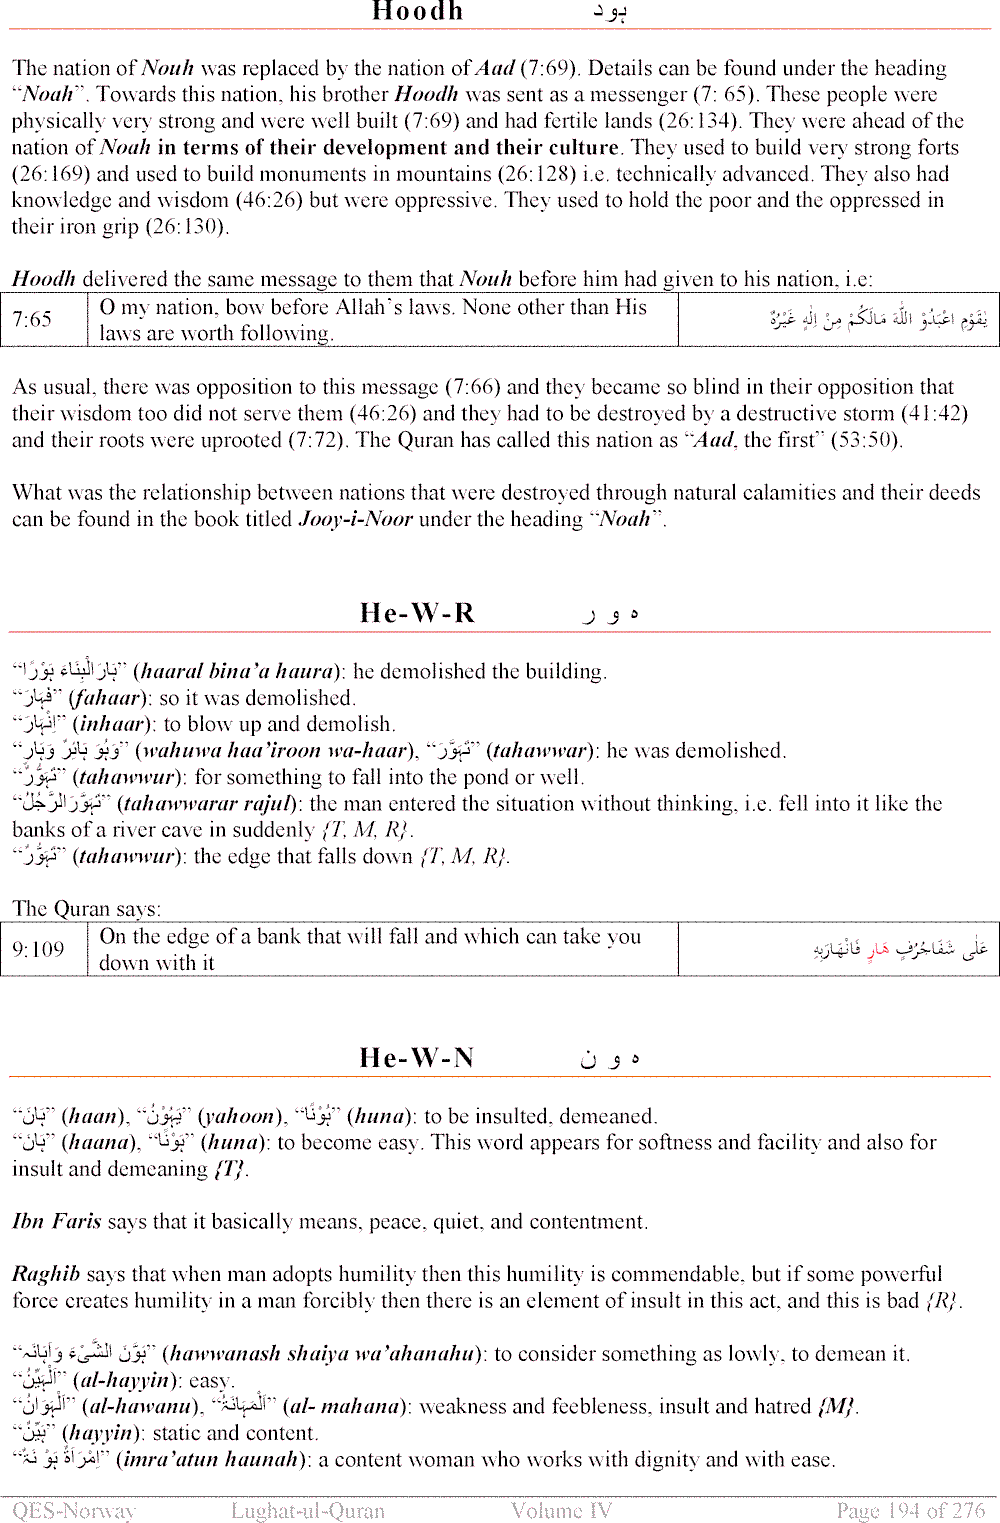 Hoodh ہود
The nation of Nouh was replaced by the nation of Aad (7:69). Details can be found under the heading
“Noah”. Towards this nation, his brother Hoodh was sent as a messenger (7: 65). These people were
physically very strong and were well built (7:69) and had fertile lands (26:134). They were ahead of the
nation of Noah in terms of their development and their culture. They used to build very strong forts
(26:169) and used to build monuments in mountains (26:128) i.e. technically advanced. They also had
knowledge and wisdom (46:26) but were oppressive. They used to hold the poor and the oppressed in
their iron grip (26:130).
Hoodh delivered the same message to them that Nouh before him had given to his nation, i.e:
7:65 O my nation, bow before Allah’s laws. None other than His
laws are worth following.
یٰقَوْمِ اعْبُدُوْ اللّٰہَ مَالَکُمْ مِنْ اِلٰہٍ غَیْرُہٗ
As usual, there was opposition to this message (7:66) and they became so blind in their opposition that
their wisdom too did not serve them (46:26) and they had to be destroyed by a destructive storm (41:42)
and their roots were uprooted (7:72). The Quran has called this nation as “Aad, the first” (53:50).
What was the relationship between nations that were destroyed through natural calamities and their deeds
can be found in the book titled Jooy-i-Noor under the heading “Noah”.
He-W-R ہ و ر
“ہَارَالْبِنَاءَ ہَوْرًا” (haaral bina’a haura): he demolished the building.
“فَہَارَ” (fahaar): so it was demolished.
“اِنْہَارَ” (inhaar): to blow up and demolish.
“وَہُوَ ہَائِرٌ وَہَارٍ” (wahuwa haa’iroon wa-haar), “تَہَوَّرَ” (tahawwar): he was demolished.
“تَہَوُّرٌ” (tahawwur): for something to fall into the pond or well.
“تَہَوَّرَالرَّجُلُ” (tahawwarar rajul): the man entered the situation without thinking, i.e. fell into it like the
banks of a river cave in suddenly {T, M, R}.
“تَہَوُّرٌ” (tahawwur): the edge that falls down {T, M, R}.
The Quran says:
9:109 On the edge of a bank that will fall and which can take you
down with it
عَلٰی شَفَاجُرُفٍ ھَارٍ فَانْھَارَبِہٖ
He-W-N ہ و ن
“ہَانَ” (haan), “یَہُوْنُ” (yahoon), “ہُوْنًا” (huna): to be insulted, demeaned.
“ہَانَ” (haana), “ہَوْنًا” (huna): to become easy. This word appears for softness and facility and also for
insult and demeaning {T}.
Ibn Faris says that it basically means, peace, quiet, and contentment.
Raghib says that when man adopts humility then this humility is commendable, but if some powerful
force creates humility in a man forcibly then there is an element of insult in this act, and this is bad {R}.
“ہَوَّنَ الشَّیْءَ وَاَہَانَہٗ” (hawwanash shaiya wa’ahanahu): to consider something as lowly, to demean it.
“اَلْہَیِّنُ” (al-hayyin): easy.
“اَلْہَوَانُ” (al-hawanu), “اَلْمَہَانَۃُ” (al- mahana): weakness and feebleness, insult and hatred {M}.
“ہَیِّنٌ” (hayyin): static and content.
“اِمْرَاَۃٌ ہَوْ نَۃٌ” (imra’atun haunah): a content woman who works with dignity and with ease.
QES-Norway Lughat-ul-Quran Volume IV Page 194 of 276